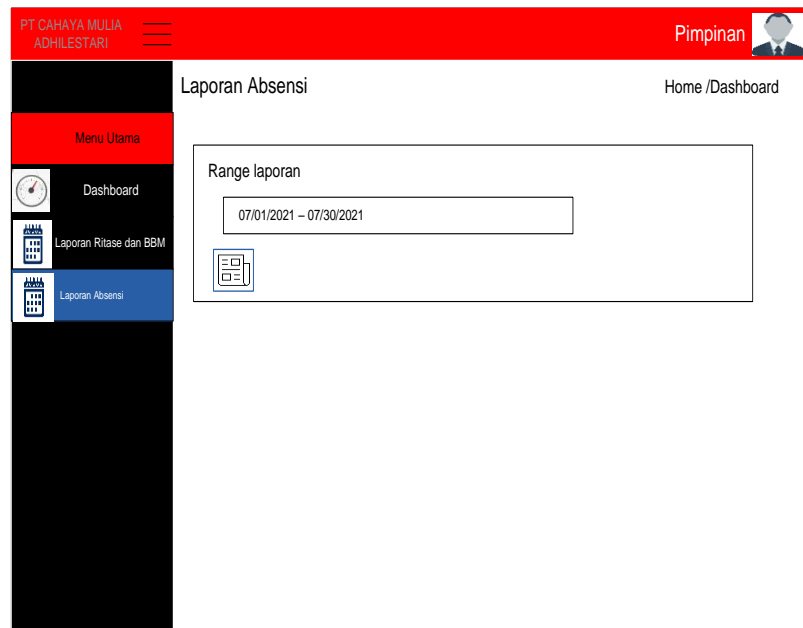 PT CAHAYA MULIA
ADHILESTARI
Pimpinan
Laporan Absensi
Home /Dashboard
Menu Utama
Dashboard
Laporan Ritase dan BBM
Laporan Absensi
Range laporan
07/01/2021 – 07/30/2021